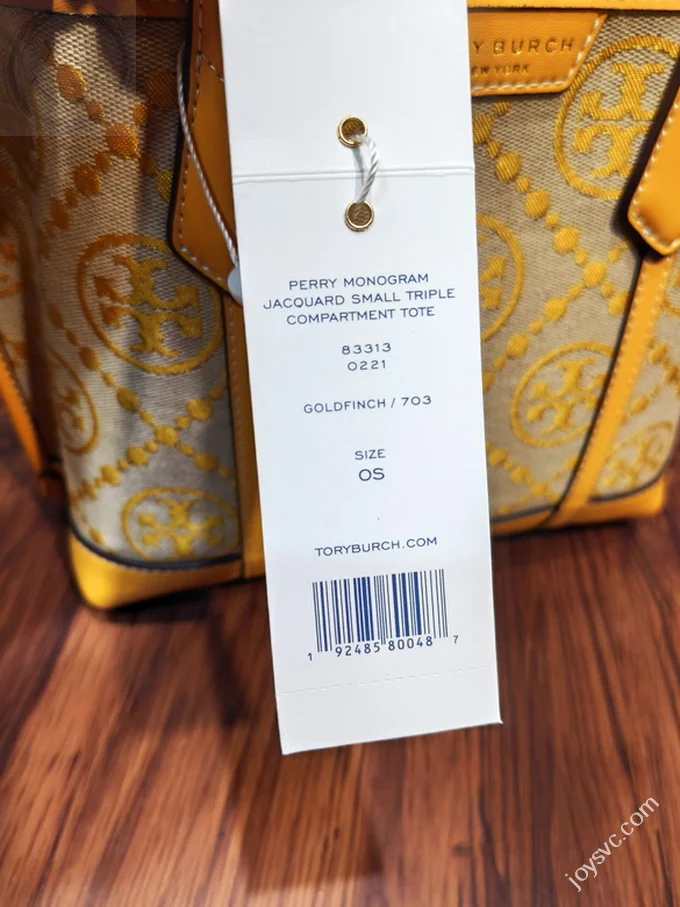 RY BURCH
NEW YORK
PERRY MONOGRAM
JACQUARD SMALL TRIPLE
COMPARTMENT TOTE
83313
0221
GOLDFINCH / 703
SIZE
OS
TORYBURCH.COM
1 92485 80048 7
joysvc.com